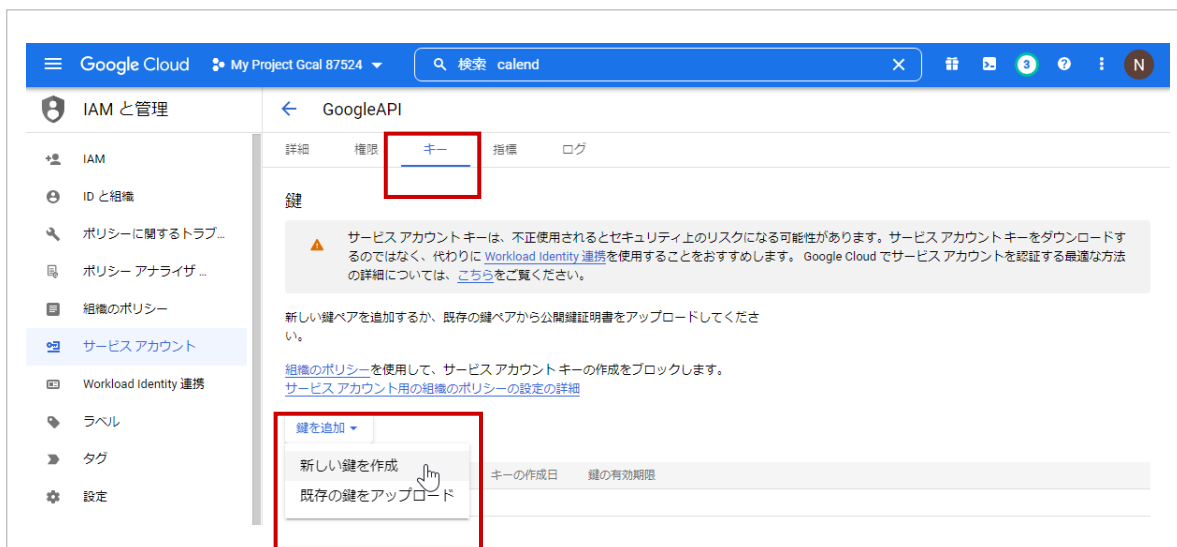 Google Cloud
My Project Gcal 87524
検索 calend
3
N
IAM と管理
GoogleAPI
IAM
ID と組織
ポリシーに関するトラブ...
ポリシー アナライザ ...
組織のポリシー
サービス アカウント
Workload Identity 連携
ラベル
タグ
設定
詳細 権限 キー 指標 ログ
鍵
サービス アカウント キーは、不正使用されるとセキュリティ上のリスクになる可能性があります。サービス アカウント キーをダウンロードす
るのではなく、代わりに Workload Identity 連携を使用することをおすすめします。 Google Cloud でサービス アカウントを認証する最適な方法
の詳細については、こちらをご覧ください。
新しい鍵ペアを追加するか、既存の鍵ペアから公開鍵証明書をアップロードしてくださ
い。
組織のポリシーを使用して、サービス アカウント キーの作成をブロックします。
サービス アカウント用の組織のポリシーの設定の詳細
鍵を追加
新しい鍵を作成
既存の鍵をアップロード
キーの作成日 鍵の有効期限